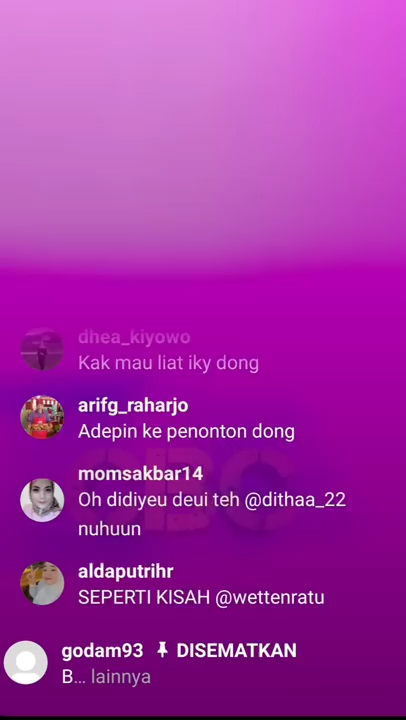 dhea_kiyowo
Kak mau liat iky dong
arifg_raharjo
Adepin ke penonton dong
momsakbar14
Oh didiyeu deui teh @dithaa_22
nuhuun
aldaputrihr
SEPERTI KISAH @wettenratu
godam93 DISEMATKAN
B... lainnya